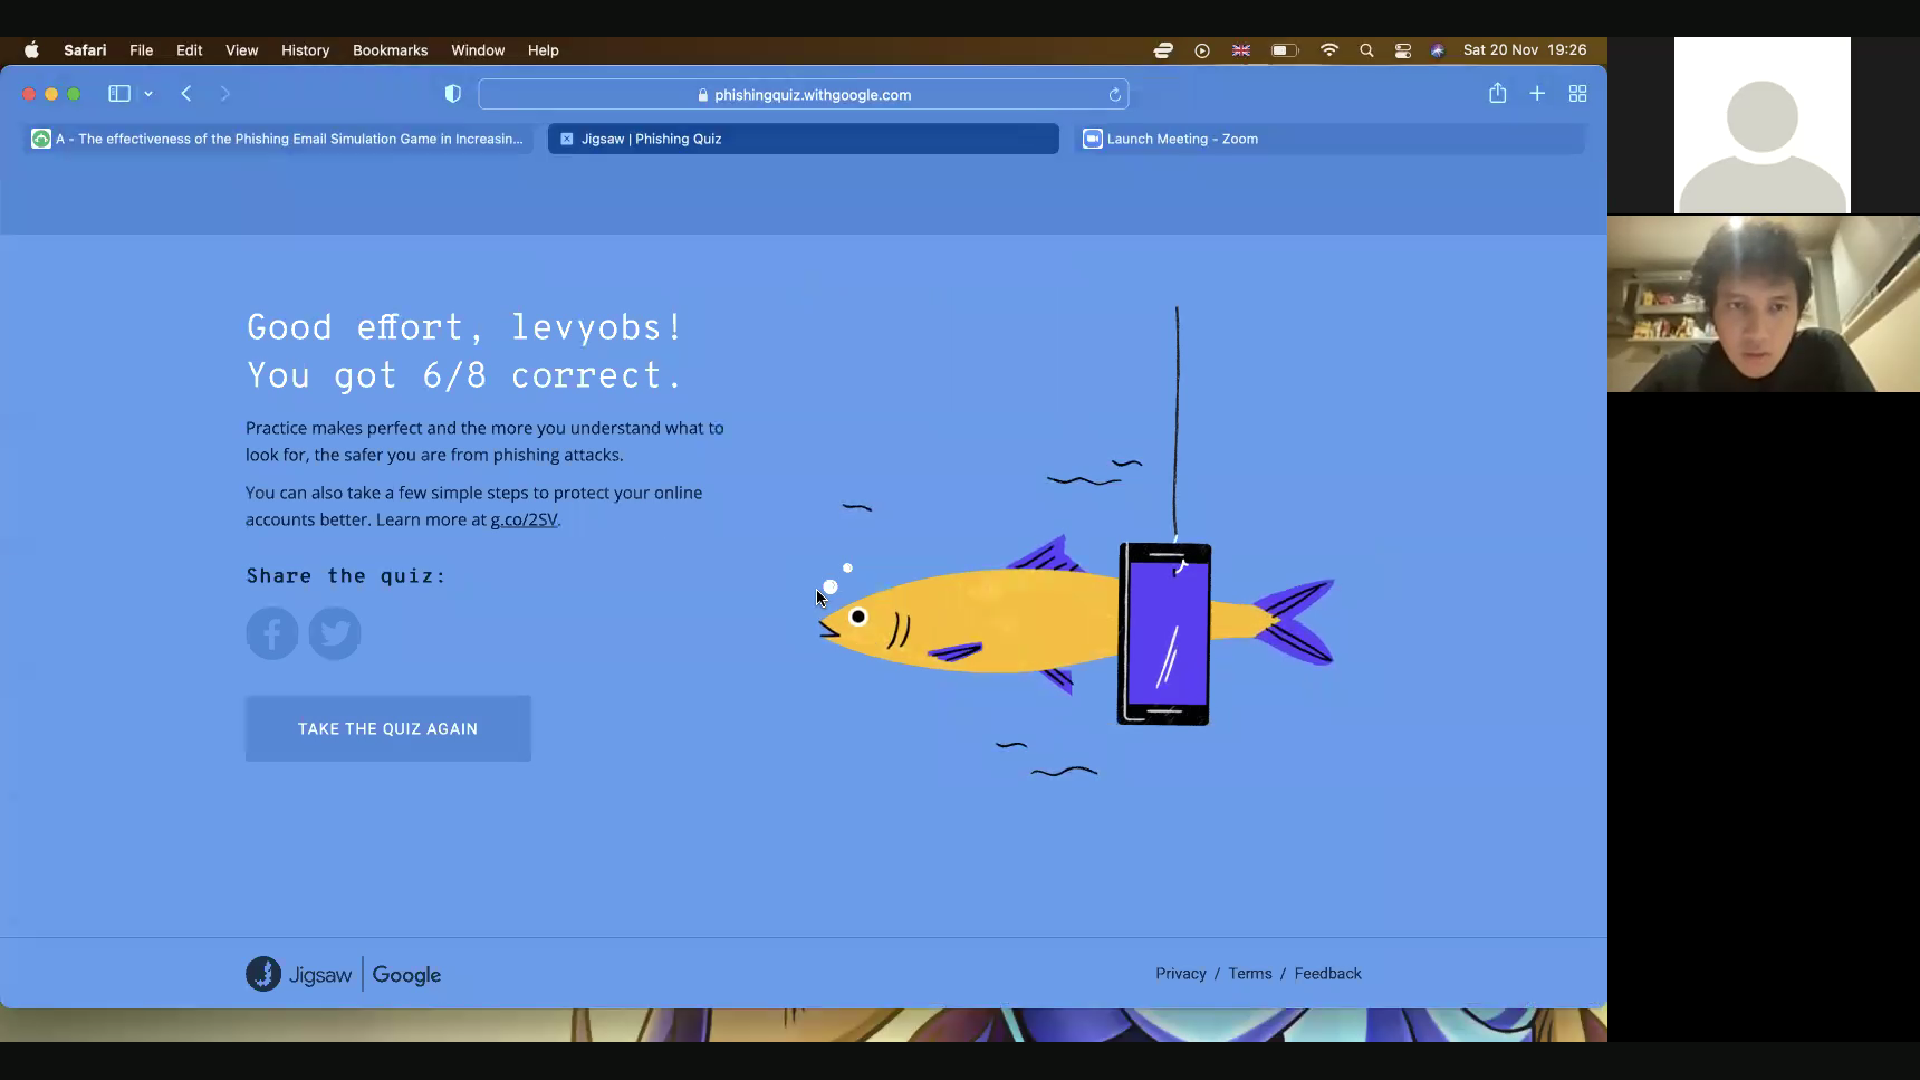 Safari File Edit View History Bookmarks Window Help Sat 20 Nov 19:26
phishingquiz.withgoogle.com
A - The effectiveness of the Phishing Email Simulation Game in Increasin... Jigsaw | Phishing Quiz Launch Meeting - Zoom
Good effort, levyobs!
You got 6/8 correct.
Practice makes perfect and the more you understand what to
look for, the safer you are from phishing attacks.
You can also take a few simple steps to protect your online
accounts better. Learn more at g.co/2SV.
Share the quiz:
TAKE THE QUIZ AGAIN
Jigsaw | Google
Privacy / Terms / Feedback